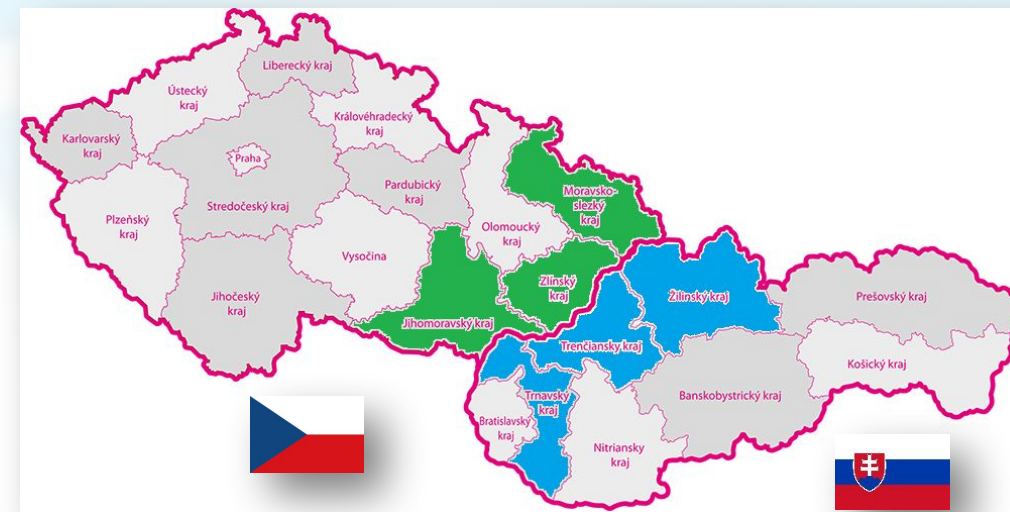 Liberecký kraj
Ústecký
kraj
Královéhradecký
kraj
Karlovarský
kraj
Praha
Pardubický
kraj
Moravsko-
slezký
kraj
Stredočeský kraj
Plzeňský
kraj
Olomoucký
kraj
Vysočina
Jihočeský
kraj
Zlínský
kraj
Žilinský kraj
Prešovský kraj
Jihomoravský kraj
Trenčiansky kraj
Košický kraj
Trnavský
kraj
Banskobystrický kraj
Bratislavský
kraj
Nitriansky
kraj